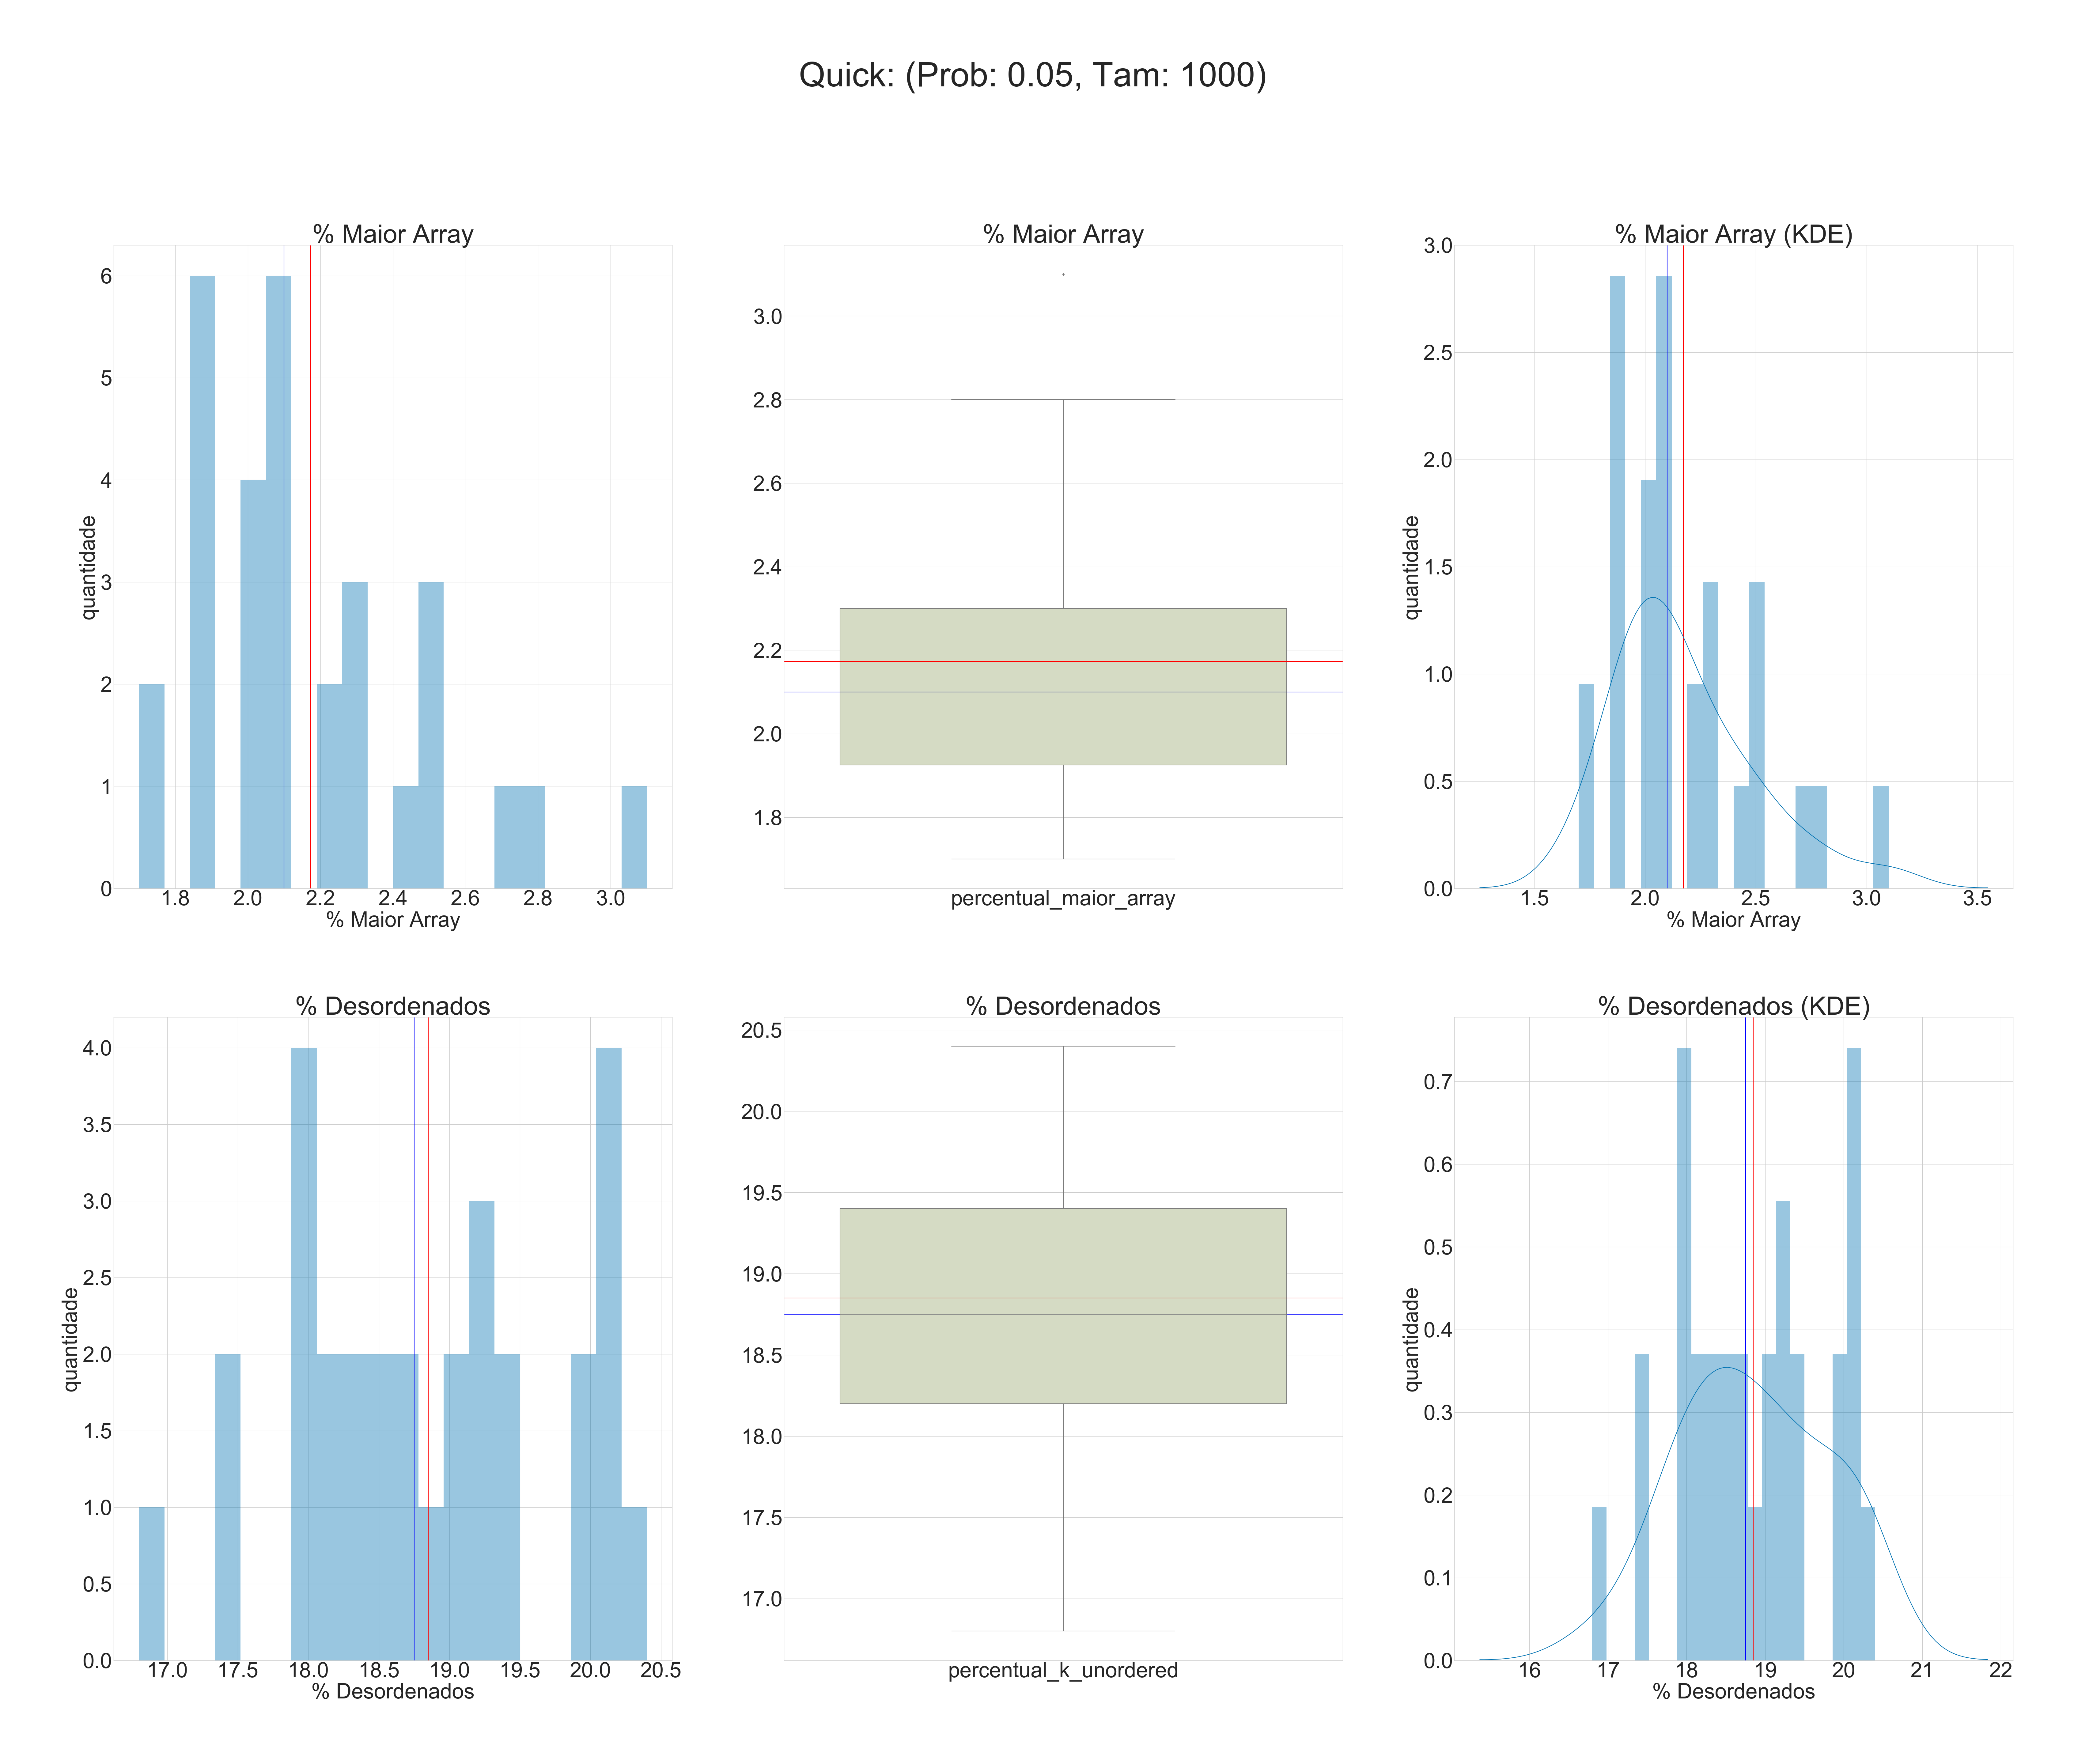 Quick: (Prob: 0.05, Tam: 1000)
% Maior Array
quantidade
6
5
4
3
2
1
0
1.8 2.0 2.2 2.4 2.6 2.8 3.0
% Maior Array
% Maior Array
3.0
2.8
2.6
2.4
2.2
2.0
1.8
percentual_maior_array
% Maior Array (KDE)
quantidade
3.0
2.5
2.0
1.5
1.0
0.5
0.0
1.5 2.0 2.5 3.0 3.5
% Maior Array
% Desordenados
quantidade
4.0
3.5
3.0
2.5
2.0
1.5
1.0
0.5
0.0
17.0 17.5 18.0 18.5 19.0 19.5 20.0 20.5
% Desordenados
% Desordenados
20.5
20.0
19.5
19.0
18.5
18.0
17.5
17.0
percentual_k_unordered
% Desordenados (KDE)
quantidade
0.7
0.6
0.5
0.4
0.3
0.2
0.1
0.0
16 17 18 19 20 21 22
% Desordenados